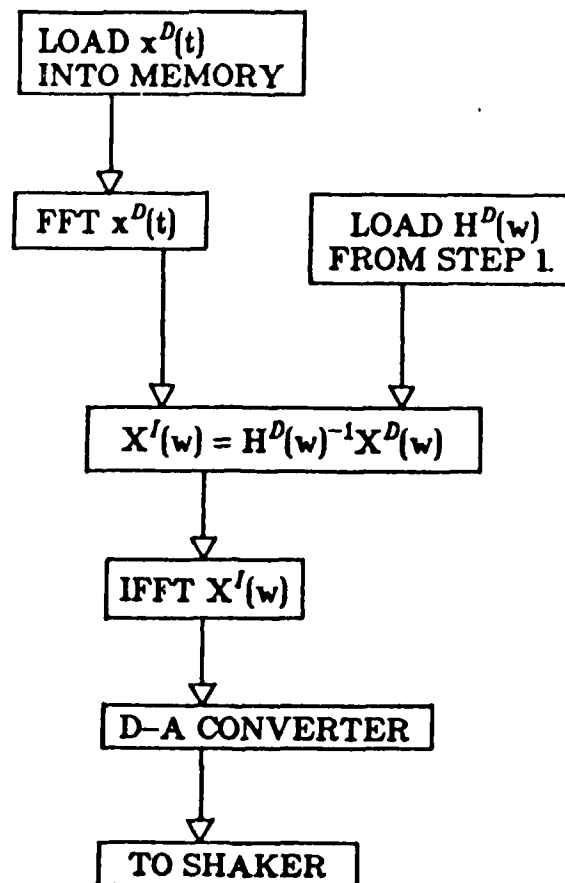 LOAD x^D(t)
INTO MEMORY
FFT x^D(t)
LOAD H^D(w)
FROM STEP 1.
X^I(w) = H^D(w)^-1X^D(w)
IFFT X^I(w)
D-A CONVERTER
TO SHAKER